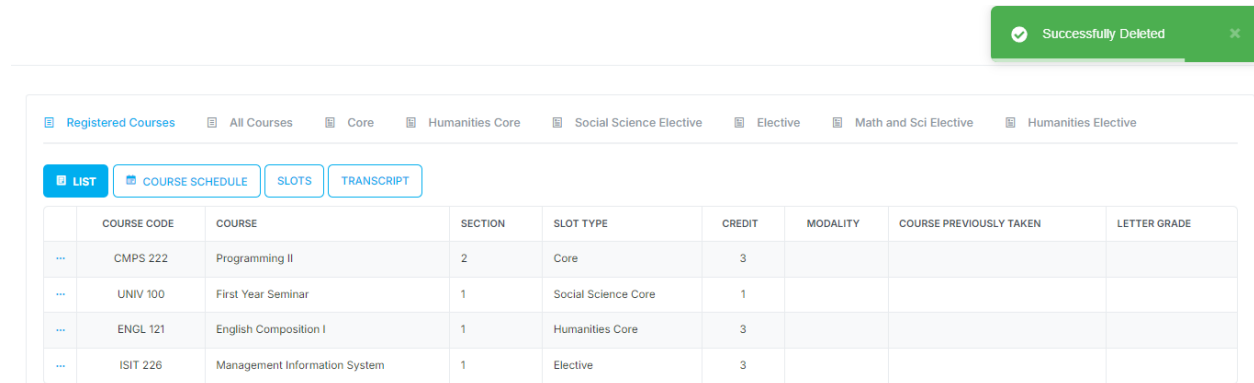 Successfully Deleted ×
Registered Courses All Courses Core Humanities Core Social Science Elective Elective Math and Sci Elective Humanities Elective
LIST COURSE SCHEDULE SLOTS TRANSCRIPT
COURSE CODE COURSE SECTION SLOT TYPE CREDIT MODALITY COURSE PREVIOUSLY TAKEN LETTER GRADE
... CMPS 222 Programming II 2 Core 3
... UNIV 100 First Year Seminar 1 Social Science Core 1
... ENGL 121 English Composition I 1 Humanities Core 3
... ISIT 226 Management Information System 1 Elective 3